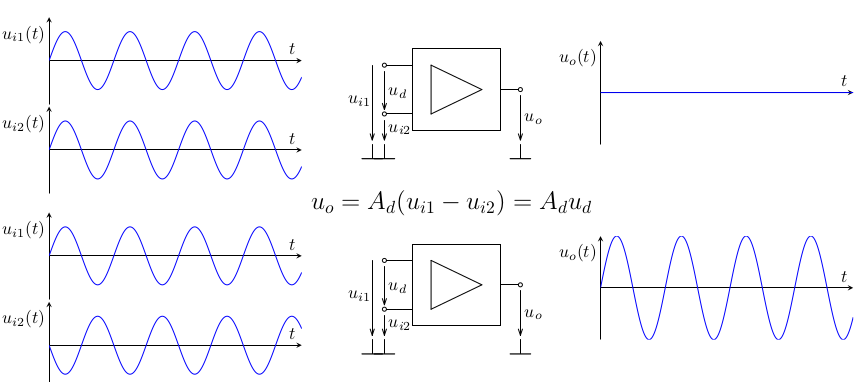 u_{i1}(t)
t
u_{i2}(t)
t
u_{i1}
u_d
u_{i2}
u_o
u_o(t)
t
u_o = A_d(u_{i1} − u_{i2}) = A_d u_d
u_{i1}(t)
t
u_{i2}(t)
t
u_{i1}
u_d
u_{i2}
u_o
u_o(t)
t